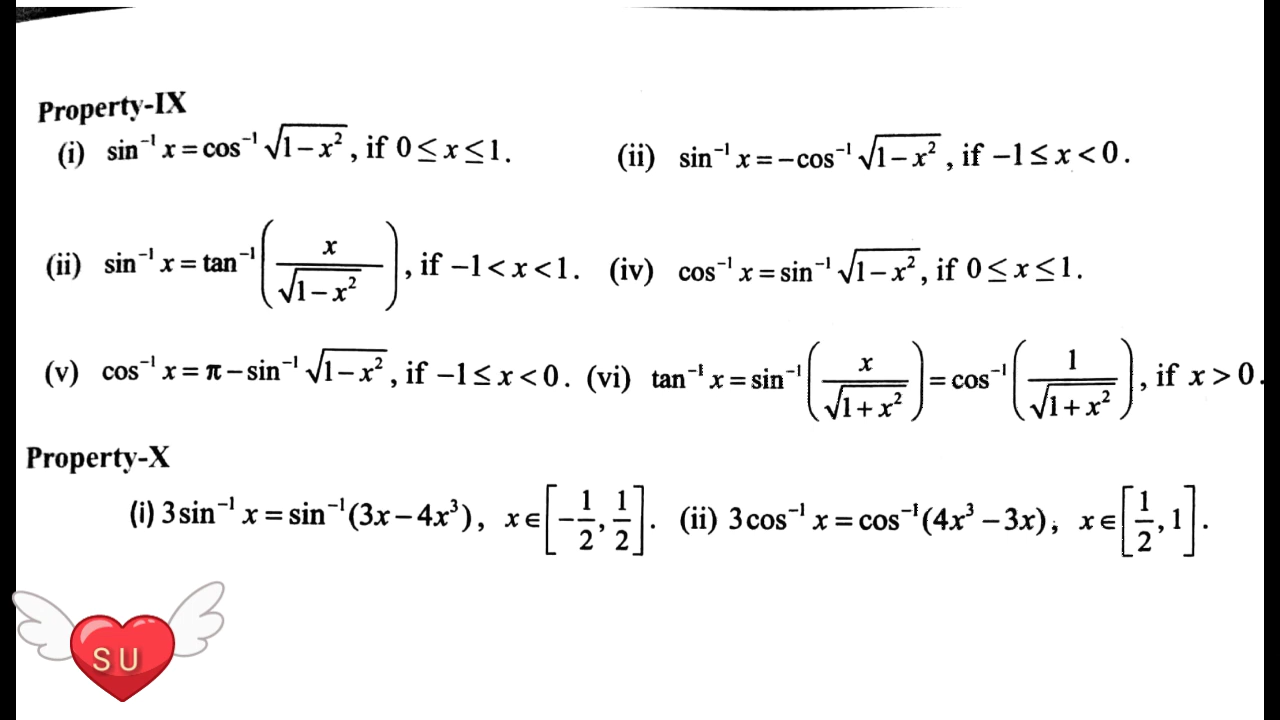 Property-IX
(i) sin⁻¹ x = cos⁻¹ √(1 − x²), if 0 ≤ x ≤ 1. (ii) sin⁻¹ x = −cos⁻¹ √(1 − x²), if −1 ≤ x < 0.
(ii) sin⁻¹ x = tan⁻¹ (x / √(1 − x²)), if −1 < x < 1. (iv) cos⁻¹ x = sin⁻¹ √(1 − x²), if 0 ≤ x ≤ 1.
(v) cos⁻¹ x = π − sin⁻¹ √(1 − x²), if −1 ≤ x < 0. (vi) tan⁻¹ x = sin⁻¹ (x / √(1 + x²)) = cos⁻¹ (1 / √(1 + x²)), if x > 0.
Property-X
(i) 3 sin⁻¹ x = sin⁻¹ (3x − 4x³), x ∈ [−1/2, 1/2]. (ii) 3 cos⁻¹ x = cos⁻¹ (4x³ − 3x), x ∈ [1/2, 1].
SU